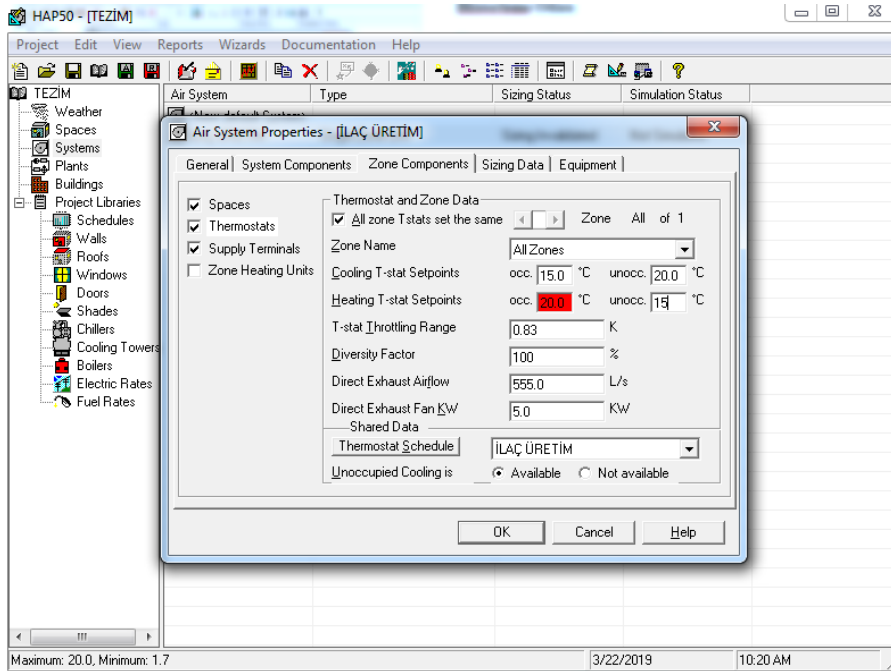 HAP50 - [TEZİM]
Project Edit View Reports Wizards Documentation Help
TEZİM
Weather
Spaces
Systems
Plants
Buildings
Project Libraries
Schedules
Walls
Roofs
Windows
Doors
Shades
Chillers
Cooling Towers
Boilers
Electric Rates
Fuel Rates
Air System Type Sizing Status Simulation Status
<New default System>
Air System Properties - [İLAÇ ÜRETİM]
General System Components Zone Components Sizing Data Equipment
Spaces
Thermostats
Supply Terminals
Zone Heating Units
Thermostat and Zone Data
All zone Tstats set the same Zone All of 1
Zone Name All Zones
Cooling T-stat Setpoints occ. 15.0 °C unocc. 20.0 °C
Heating T-stat Setpoints occ. 20.0 °C unocc. 15 °C
T-stat Throttling Range 0.83 K
Diversity Factor 100 %
Direct Exhaust Airflow 555.0 L/s
Direct Exhaust Fan KW 5.0 KW
Shared Data
Thermostat Schedule İLAÇ ÜRETİM
Unoccupied Cooling is Available Not available
OK Cancel Help
Maximum: 20.0, Minimum: 1.7 3/22/2019 10:20 AM